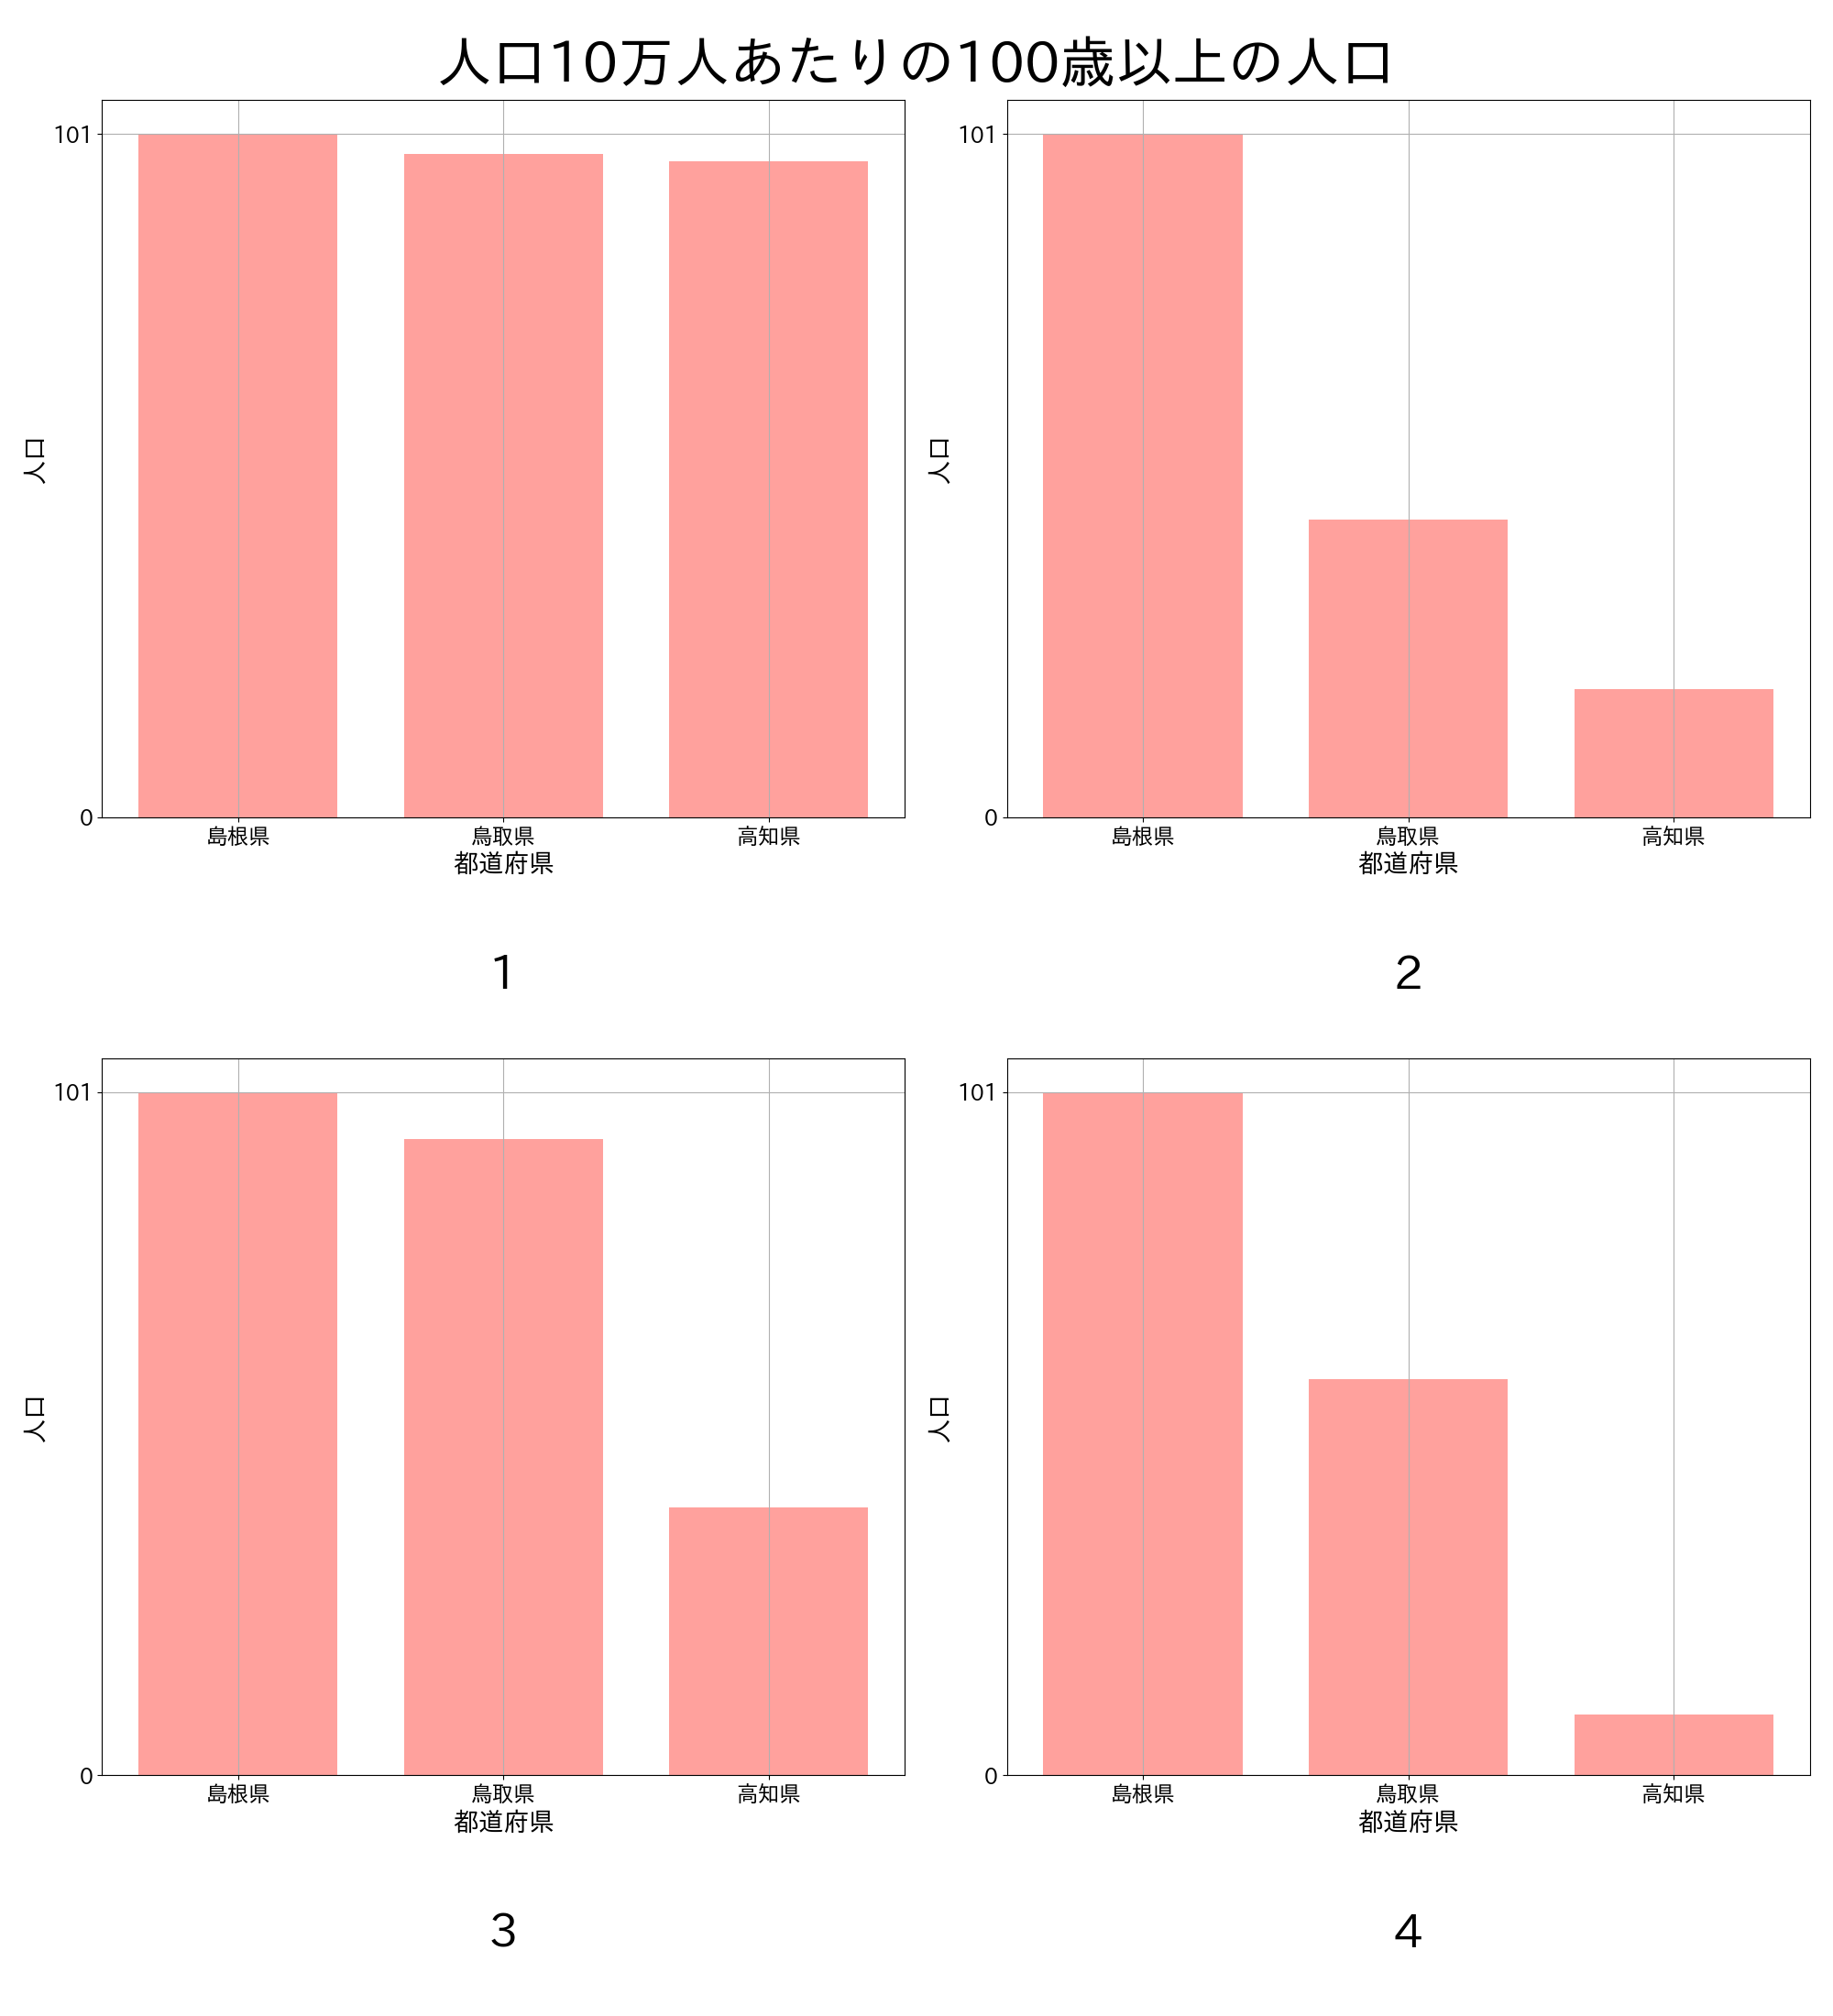 人口10万人あたりの100歳以上の人口
101
0
人口
島根県 鳥取県 高知県
都道府県
1
101
0
人口
島根県 鳥取県 高知県
都道府県
2
101
0
人口
島根県 鳥取県 高知県
都道府県
3
101
0
人口
島根県 鳥取県 高知県
都道府県
4